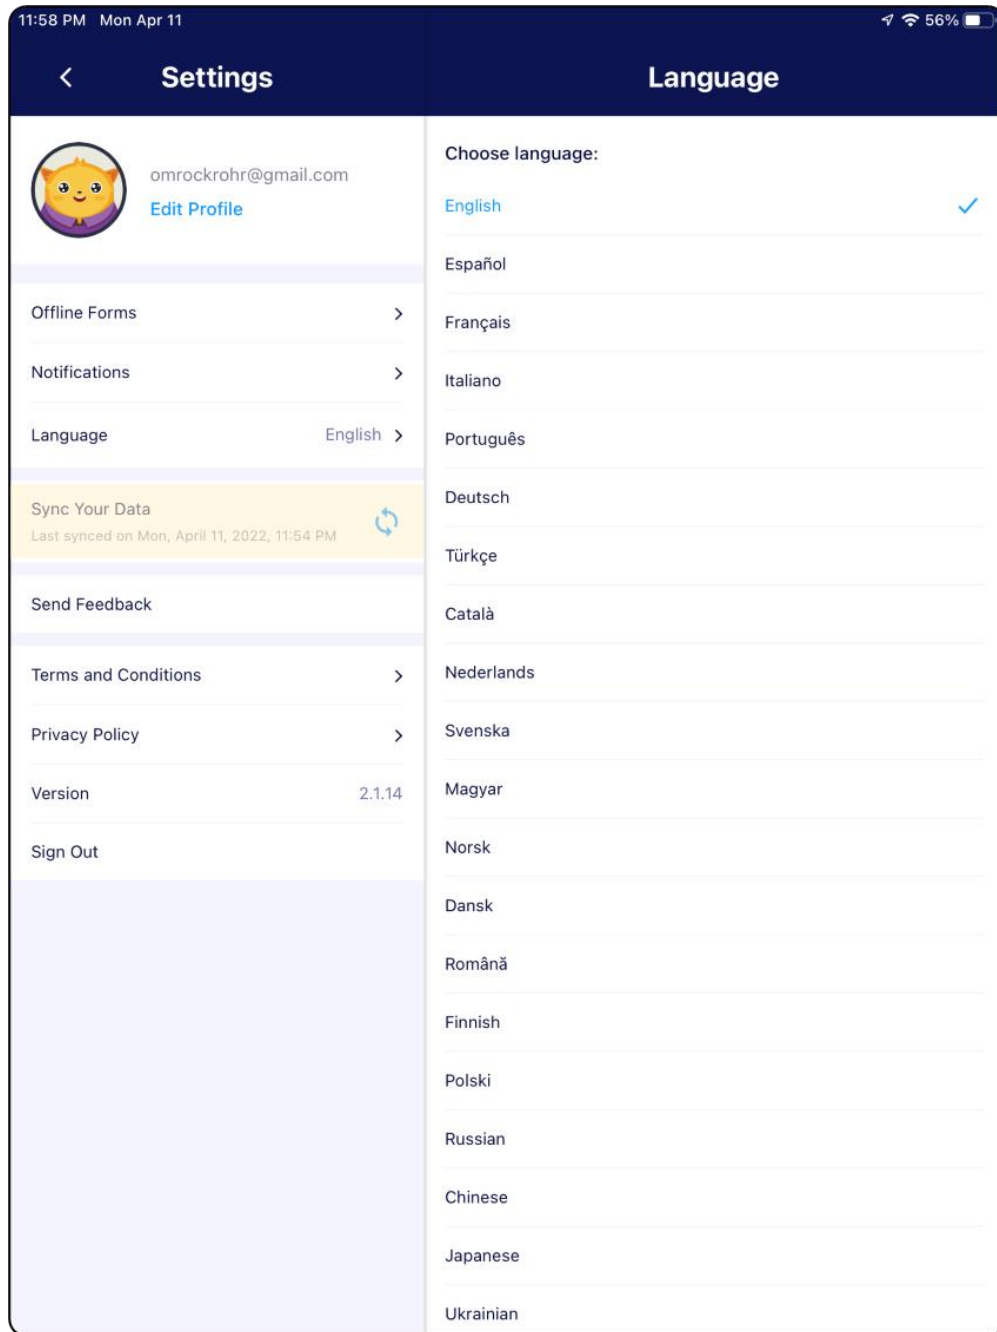 11:58 PM Mon Apr 11
56%
Settings
omrockrohr@gmail.com
Edit Profile
Offline Forms
Notifications
Language English
Sync Your Data
Last synced on Mon, April 11, 2022, 11:54 PM
Send Feedback
Terms and Conditions
Privacy Policy
Version 2.1.14
Sign Out
Language
Choose language:
English
Español
Français
Italiano
Português
Deutsch
Türkçe
Català
Nederlands
Svenska
Magyar
Norsk
Dansk
Română
Finnish
Polski
Russian
Chinese
Japanese
Ukrainian